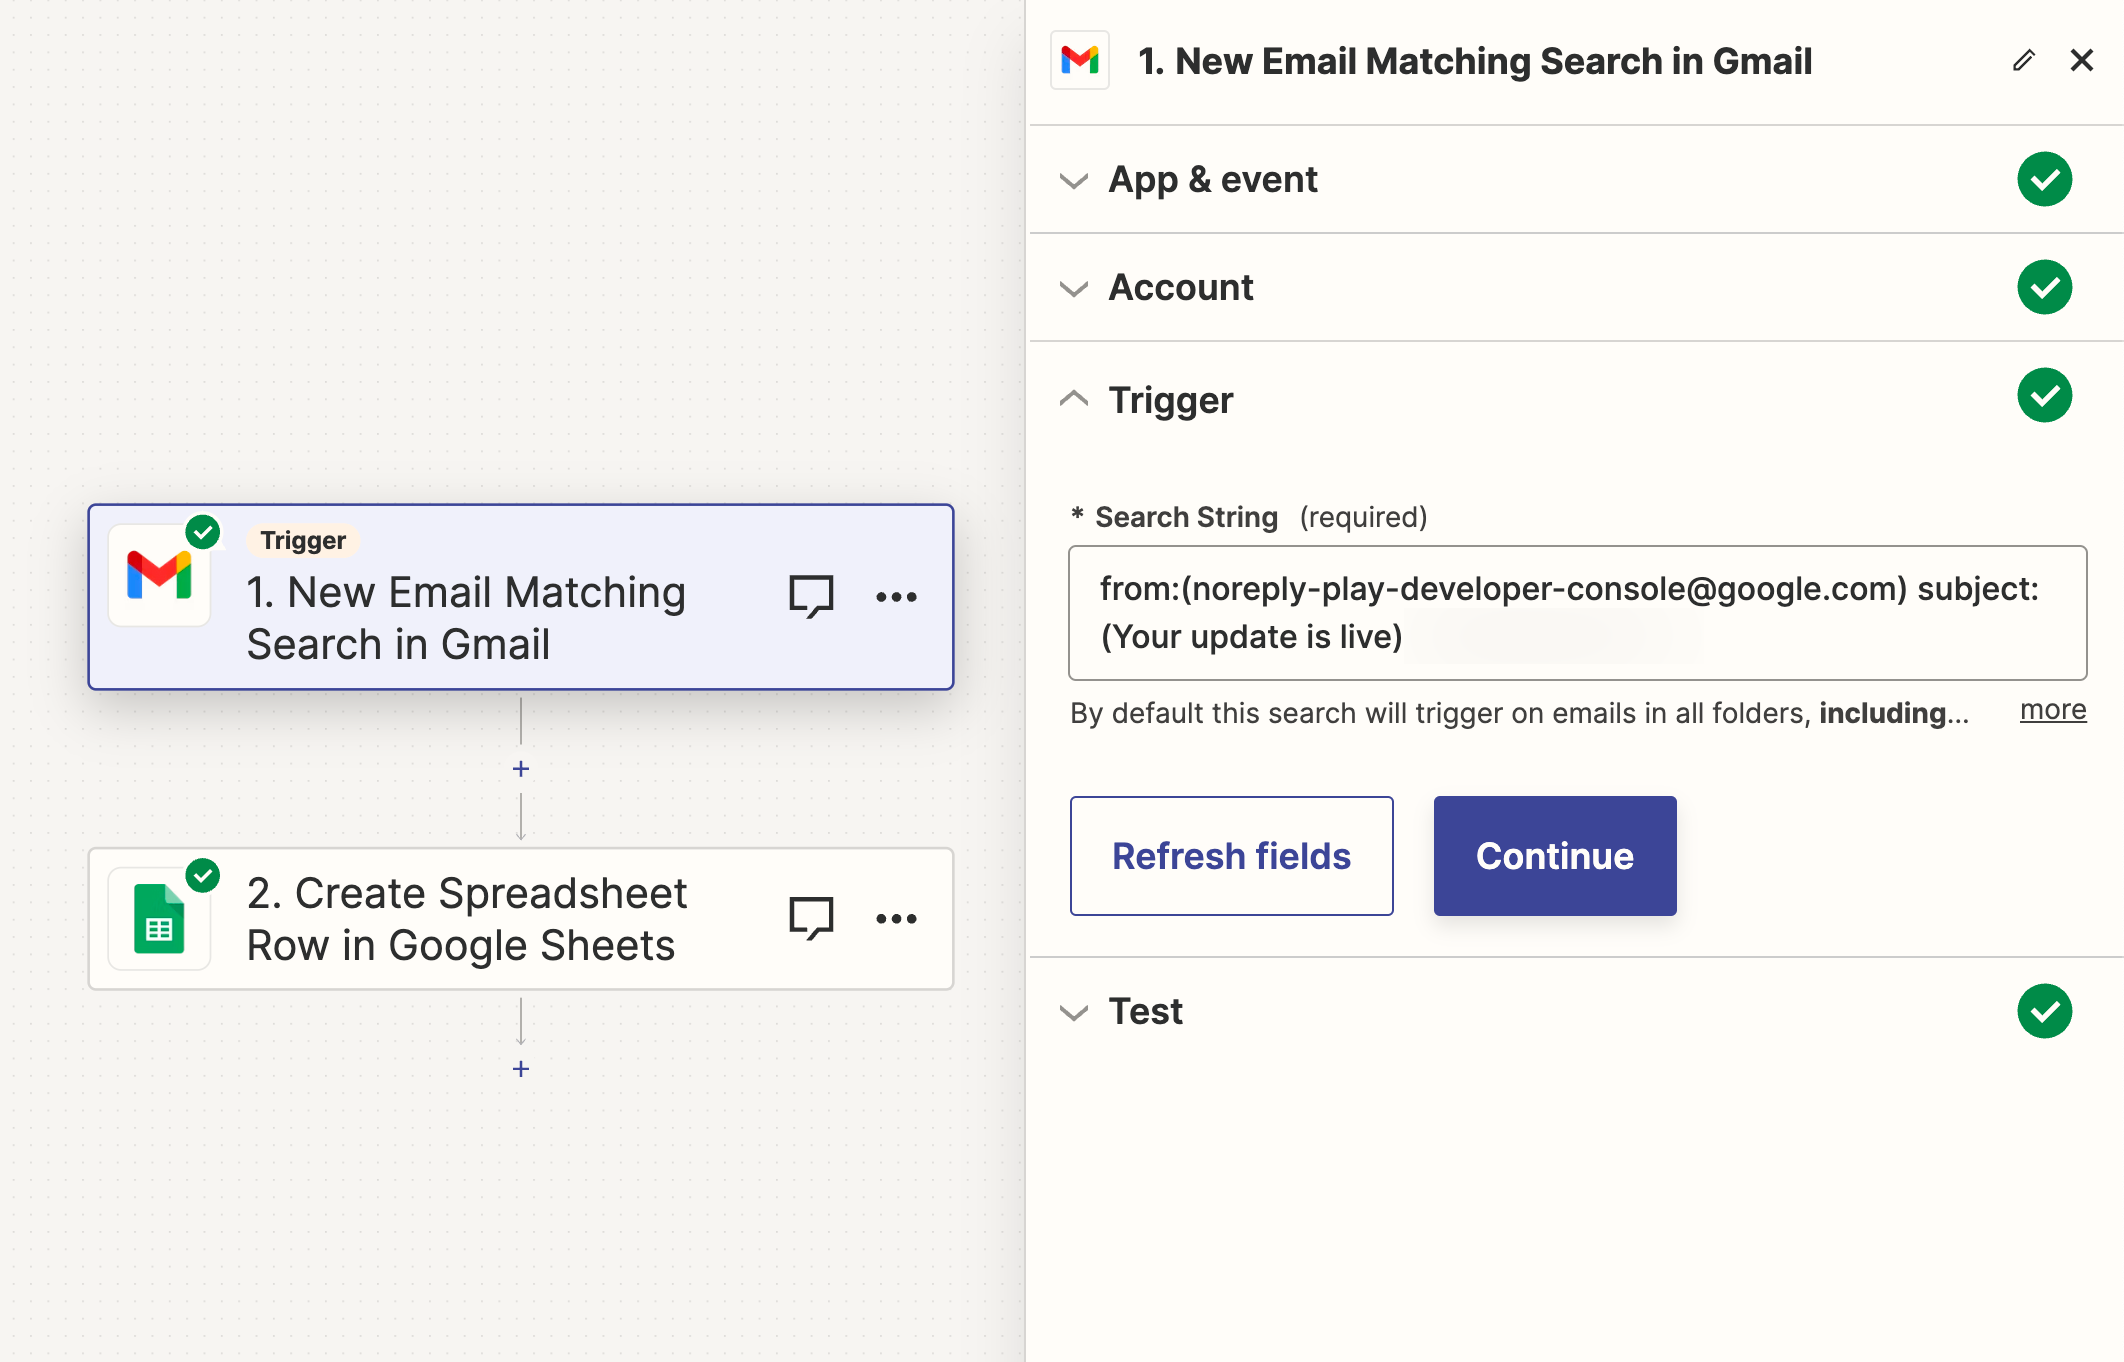 Trigger
1. New Email Matching
Search in Gmail
+
2. Create Spreadsheet
Row in Google Sheets
+
1. New Email Matching Search in Gmail
App & event
Account
Trigger
* Search String (required)
from:(noreply-play-developer-console@google.com) subject:
(Your update is live)
By default this search will trigger on emails in all folders, including... more
Refresh fields
Continue
Test